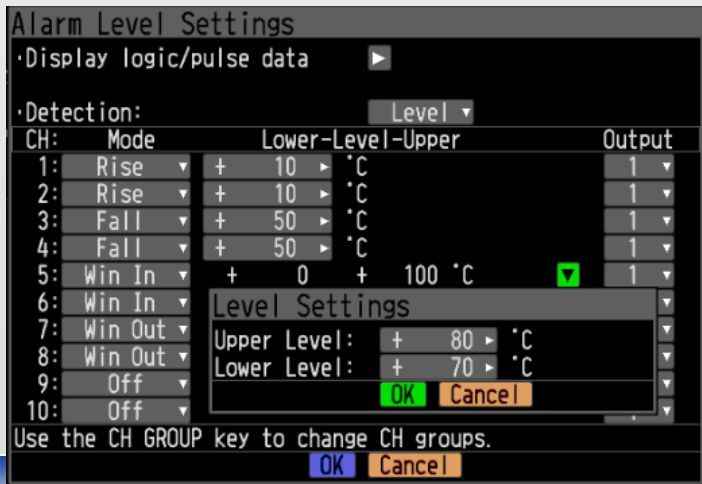 Alarm Level Settings
·Display logic/pulse data
·Detection: Level
CH: Mode Lower-Level-Upper Output
1: Rise + 10 °C 1
2: Rise + 10 °C 1
3: Fall + 50 °C 1
4: Fall + 50 °C 1
5: Win In + 0 + 100 °C 1
6: Win In
Level Settings
7: Win Out
Upper Level: + 80 °C
8: Win Out
Lower Level: + 70 °C
9: Off
OK Cancel
10: Off
Use the CH GROUP key to change CH groups.
OK Cancel